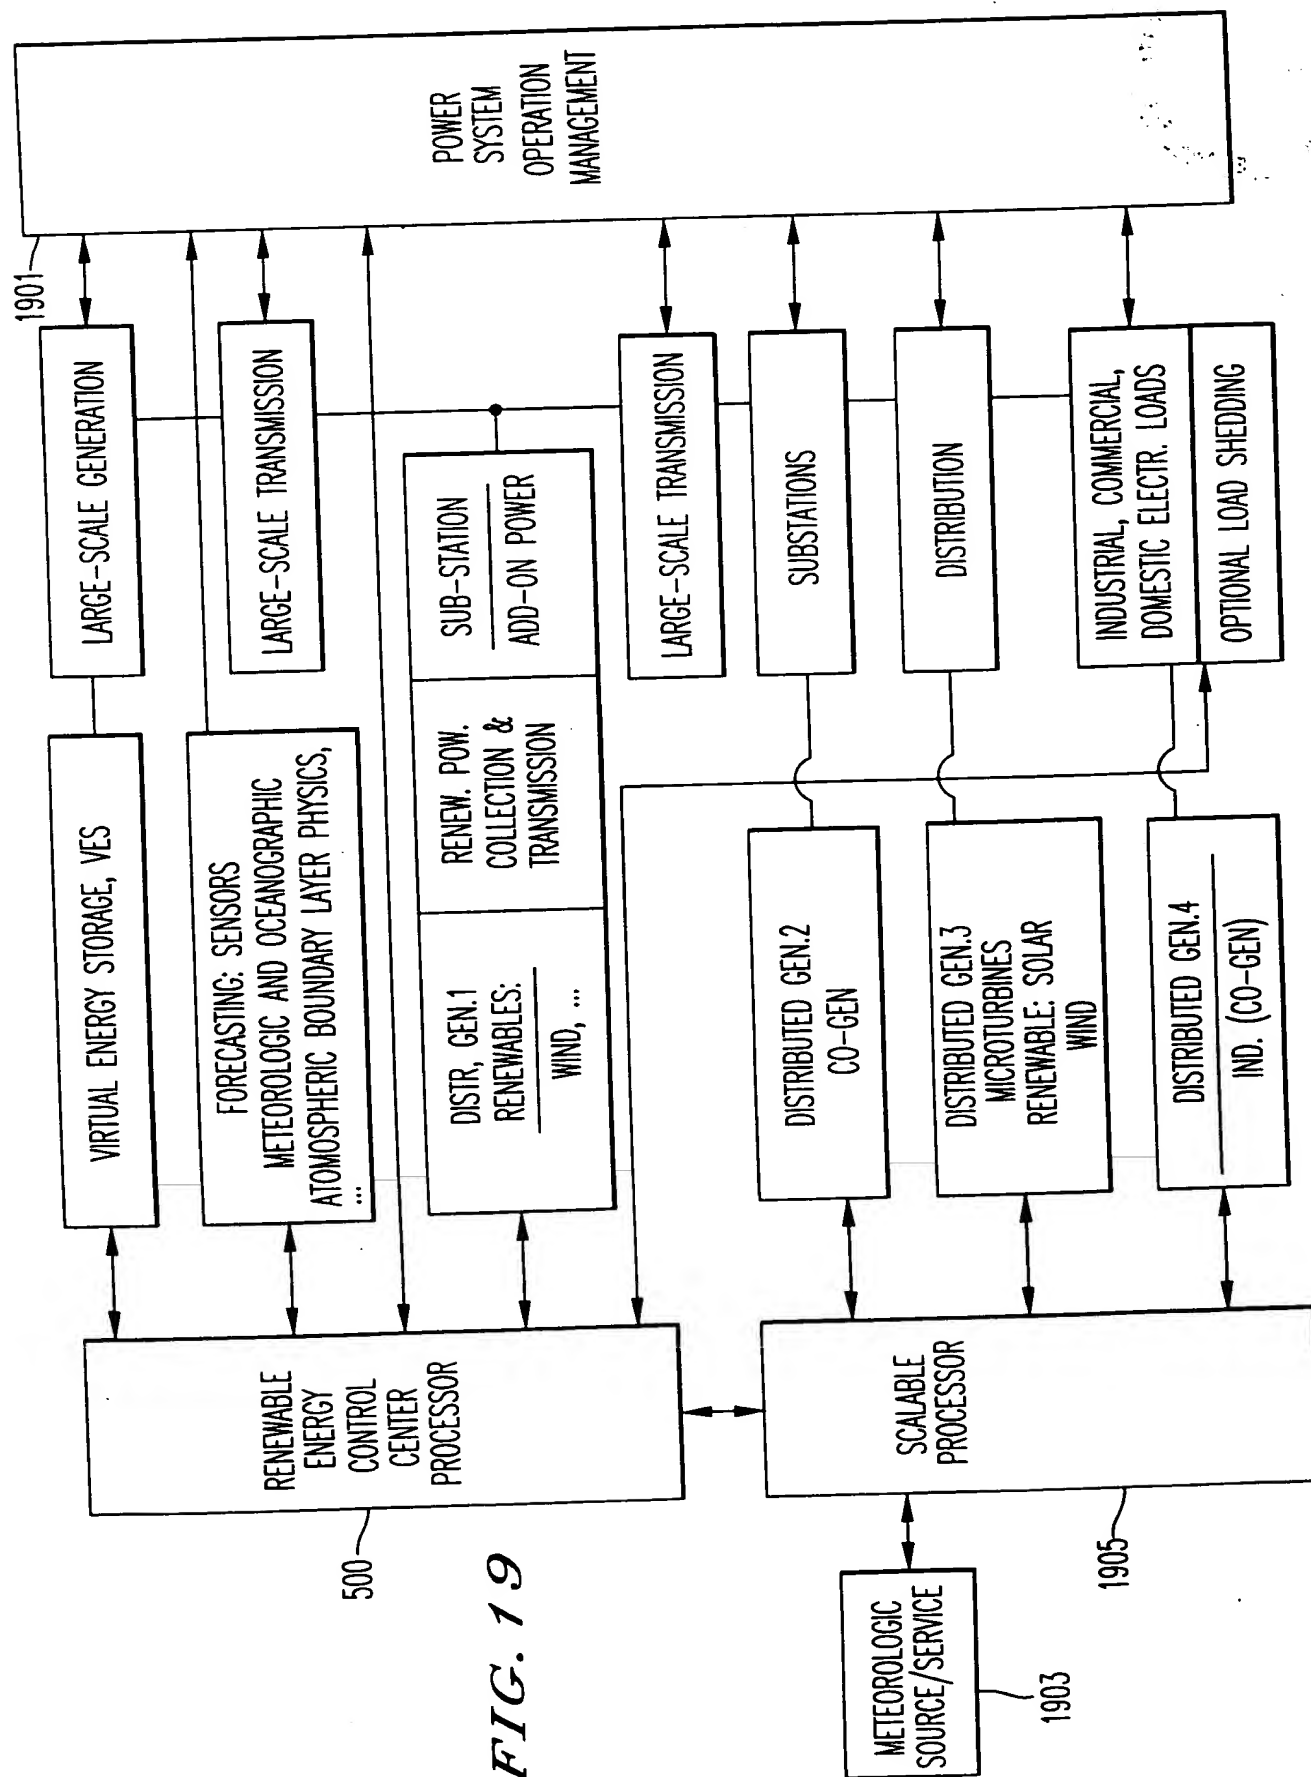 POWER
SYSTEM
OPERATION
MANAGEMENT
1901
LARGE-SCALE GENERATION
LARGE-SCALE TRANSMISSION
SUB-STATION
ADD-ON POWER
LARGE-SCALE TRANSMISSION
SUBSTATIONS
DISTRIBUTION
INDUSTRIAL, COMMERCIAL,
DOMESTIC ELECTR. LOADS
OPTIONAL LOAD SHEDDING
VIRTUAL ENERGY STORAGE, VES
FORECASTING: SENSORS
METEOROLOGIC AND OCEANOGRAPHIC
ATOMOSPHERIC BOUNDARY LAYER PHYSICS,
...
RENEW. POW.
COLLECTION &
TRANSMISSION
DISTR, GEN.1
RENEWABLES:
WIND, ...
DISTRIBUTED GEN.2
CO-GEN
DISTRIBUTED GEN.3
MICROTURBINES
RENEWABLE: SOLAR
WIND
DISTRIBUTED GEN.4
IND. (CO-GEN)
RENEWABLE
ENERGY
CONTROL
CENTER
PROCESSOR
500
SCALABLE
PROCESSOR
1905
METEOROLOGIC
SOURCE/SERVICE
1903
FIG. 19